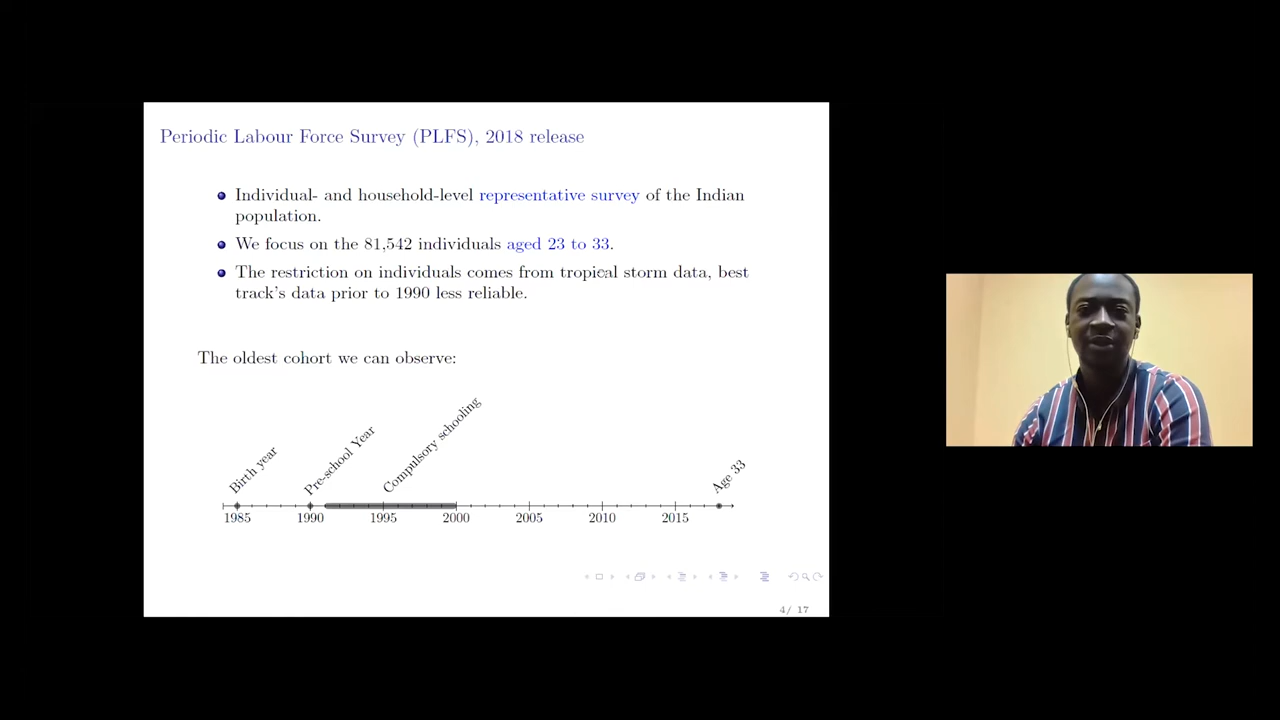 Periodic Labour Force Survey (PLFS), 2018 release
Individual- and household-level representative survey of the Indian
population.
We focus on the 81,542 individuals aged 23 to 33.
The restriction on individuals comes from tropical storm data, best
track's data prior to 1990 less reliable.
The oldest cohort we can observe:
Birth year
Pre-school Year
Compulsory schooling
Age 33
1985 1990 1995 2000 2005 2010 2015
4/ 17